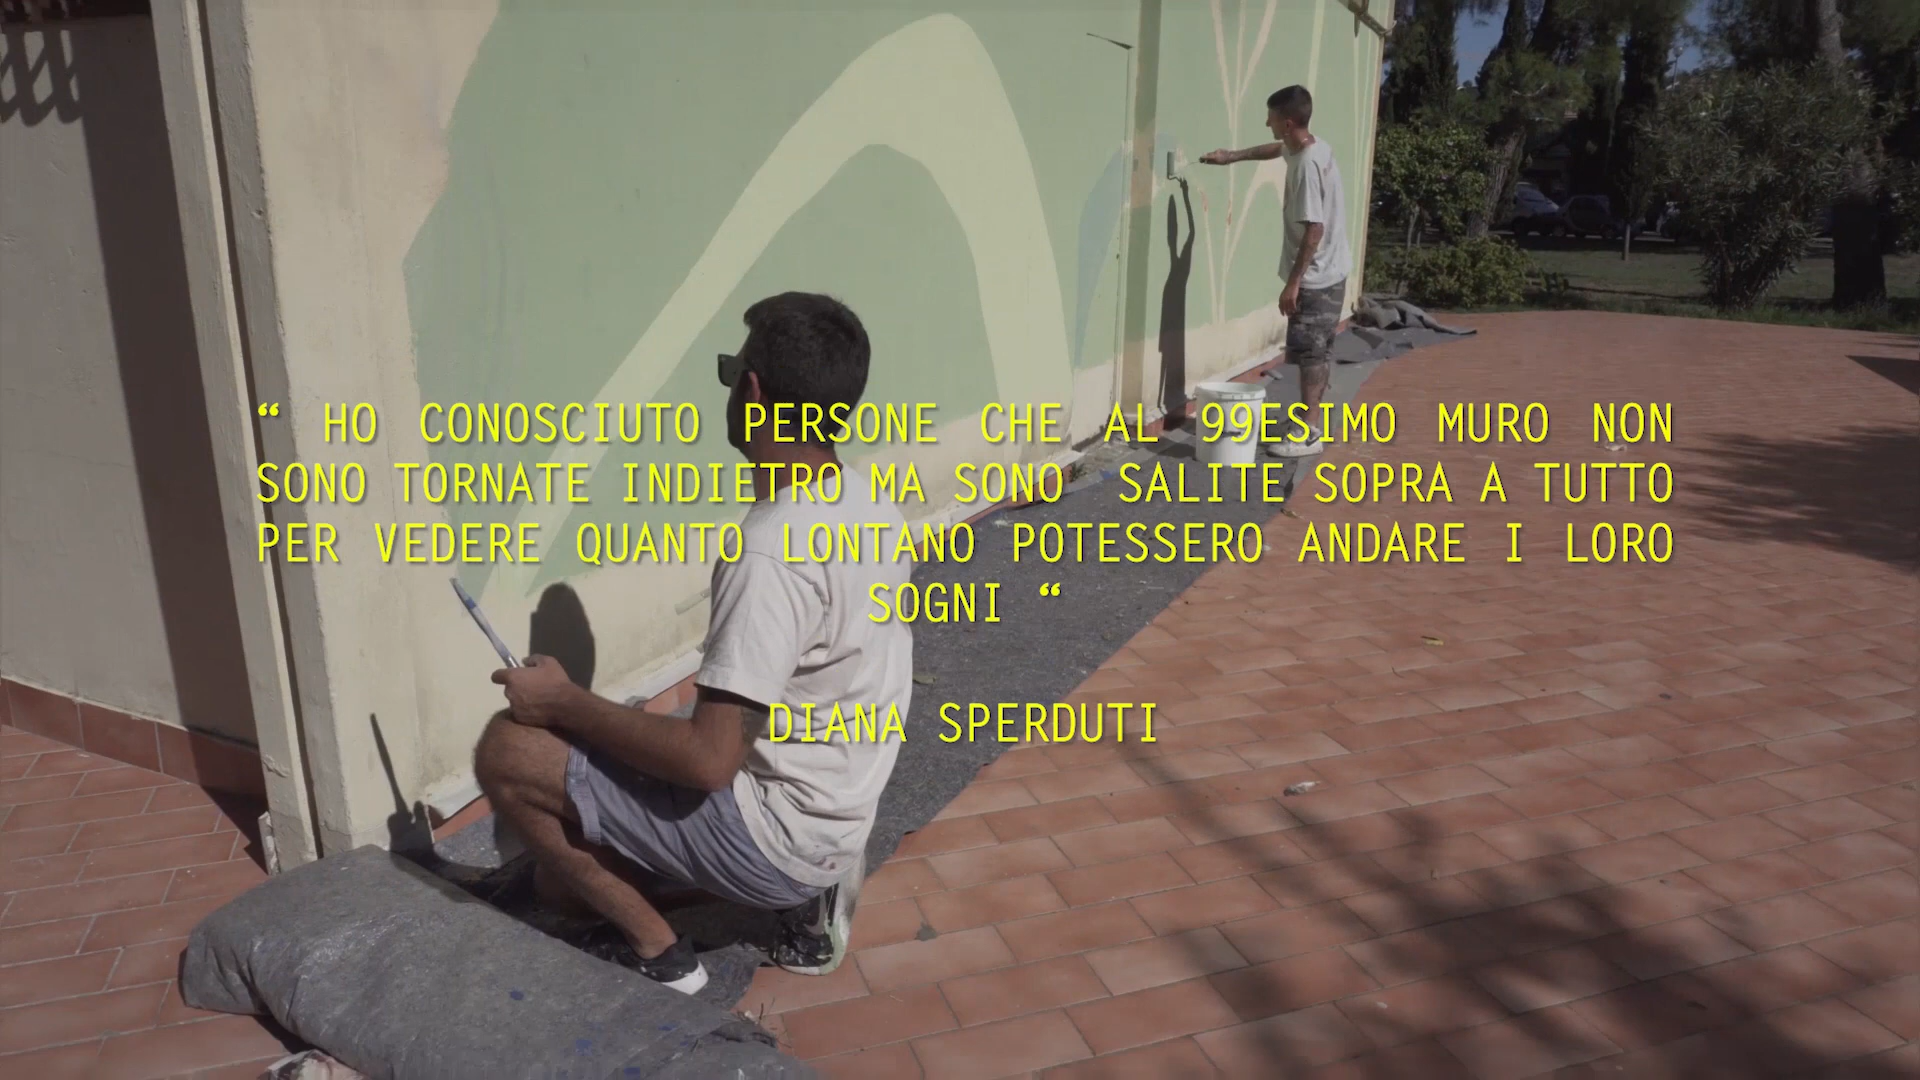 “ HO CONOSCIUTO PERSONE CHE AL 99ESIMO MURO NON
SONO TORNATE INDIETRO MA SONO SALITE SOPRA A TUTTO
PER VEDERE QUANTO LONTANO POTESSERO ANDARE I LORO
SOGNI “
DIANA SPERDUTI